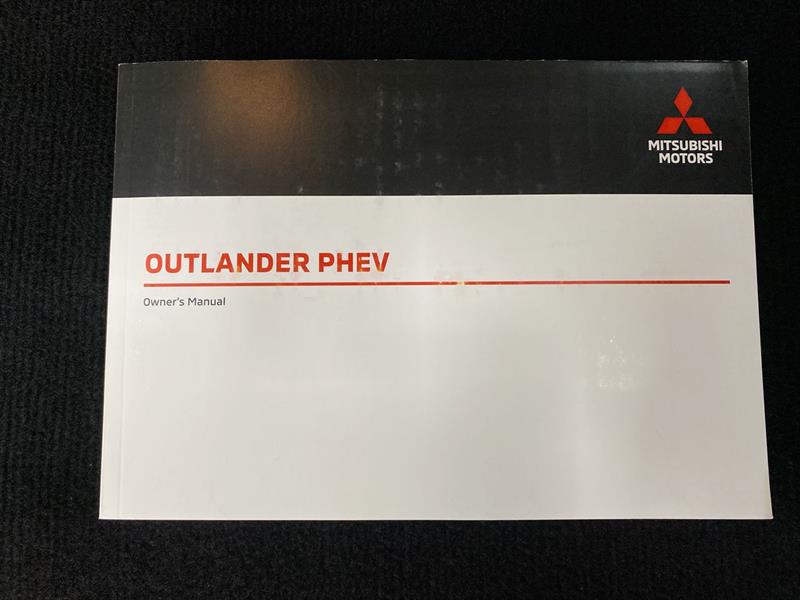 MITSUBISHI
MOTORS
OUTLANDER PHEV
Owner's Manual